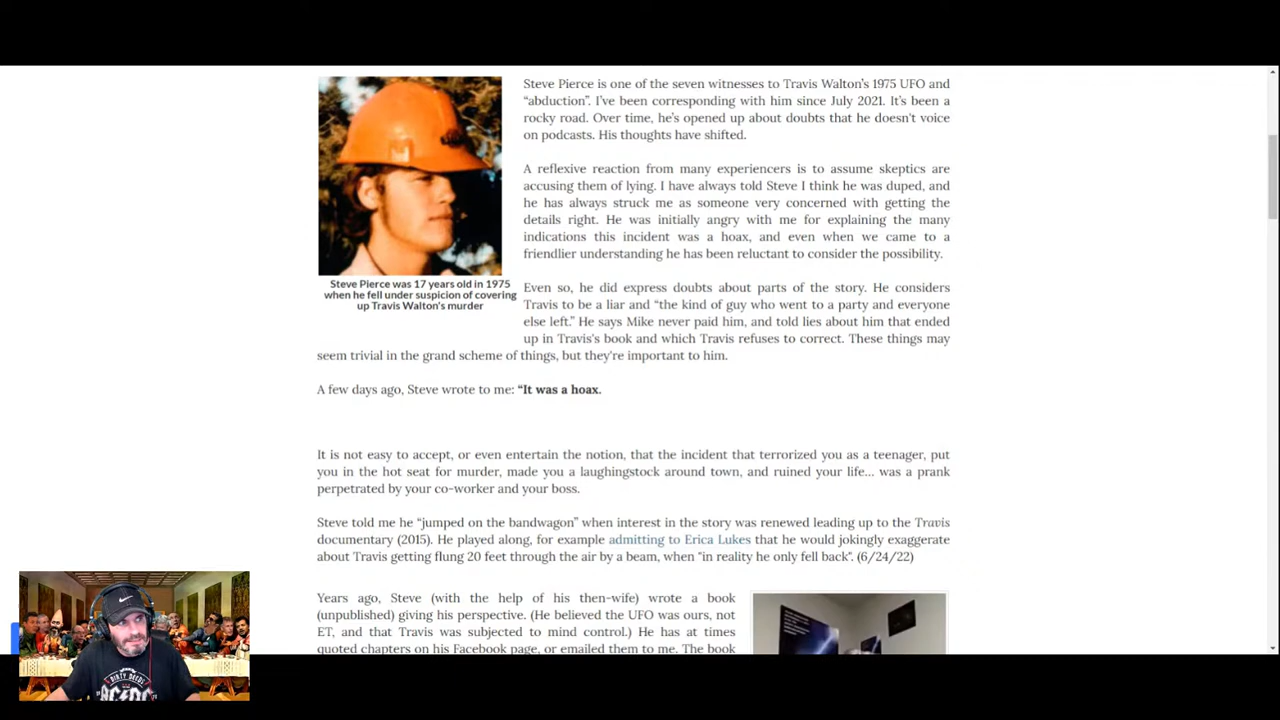 Steve Pierce is one of the seven witnesses to Travis Walton's 1975 UFO and
“abduction”. I've been corresponding with him since July 2021. It's been a
rocky road. Over time, he's opened up about doubts that he doesn't voice
on podcasts. His thoughts have shifted.
A reflexive reaction from many experiencers is to assume skeptics are
accusing them of lying. I have always told Steve I think he was duped, and
he has always struck me as someone very concerned with getting the
details right. He was initially angry with me for explaining the many
indications this incident was a hoax, and even when we came to a
friendlier understanding he has been reluctant to consider the possibility.
Steve Pierce was 17 years old in 1975
when he fell under suspicion of covering
up Travis Walton's murder
Even so, he did express doubts about parts of the story. He considers
Travis to be a liar and “the kind of guy who went to a party and everyone
else left.” He says Mike never paid him, and told lies about him that ended
up in Travis's book and which Travis refuses to correct. These things may
seem trivial in the grand scheme of things, but they're important to him.
A few days ago, Steve wrote to me: “It was a hoax.
It is not easy to accept, or even entertain the notion, that the incident that terrorized you as a teenager, put
you in the hot seat for murder, made you a laughingstock around town, and ruined your life... was a prank
perpetrated by your co-worker and your boss.
Steve told me he “jumped on the bandwagon” when interest in the story was renewed leading up to the Travis
documentary (2015). He played along, for example admitting to Erica Lukes that he would jokingly exaggerate
about Travis getting flung 20 feet through the air by a beam, when "in reality he only fell back". (6/24/22)
Years ago, Steve (with the help of his then-wife) wrote a book
(unpublished) giving his perspective. (He believed the UFO was ours, not
ET, and that Travis was subjected to mind control.) He has at times
quoted chapters on his Facebook page, or emailed them to me. The book
DIRTY DEEDS
AC/DC